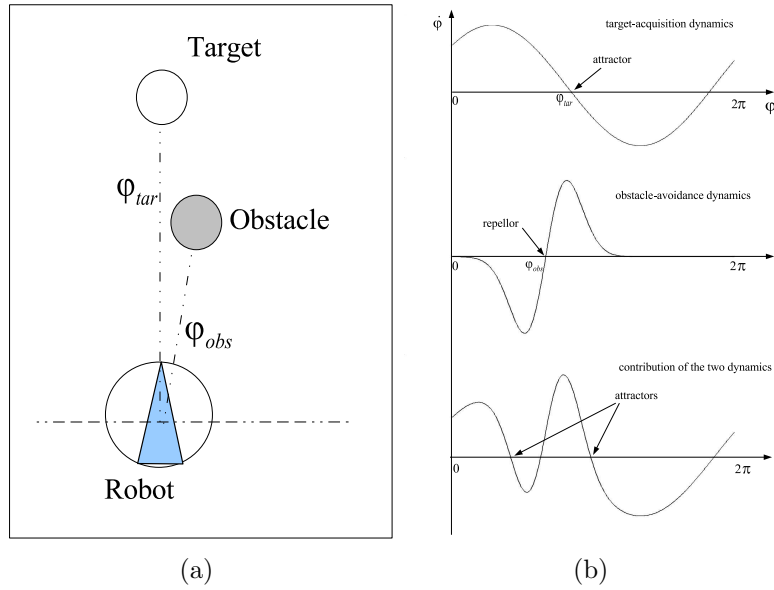 Target
φtar
Obstacle
φobs
Robot
(a)
φ̇
target-acquisition dynamics
attractor
0
φtar
2π
φ
obstacle-avoidance dynamics
repellor
0
φobs
2π
contribution of the two dynamics
attractors
0
2π
(b)